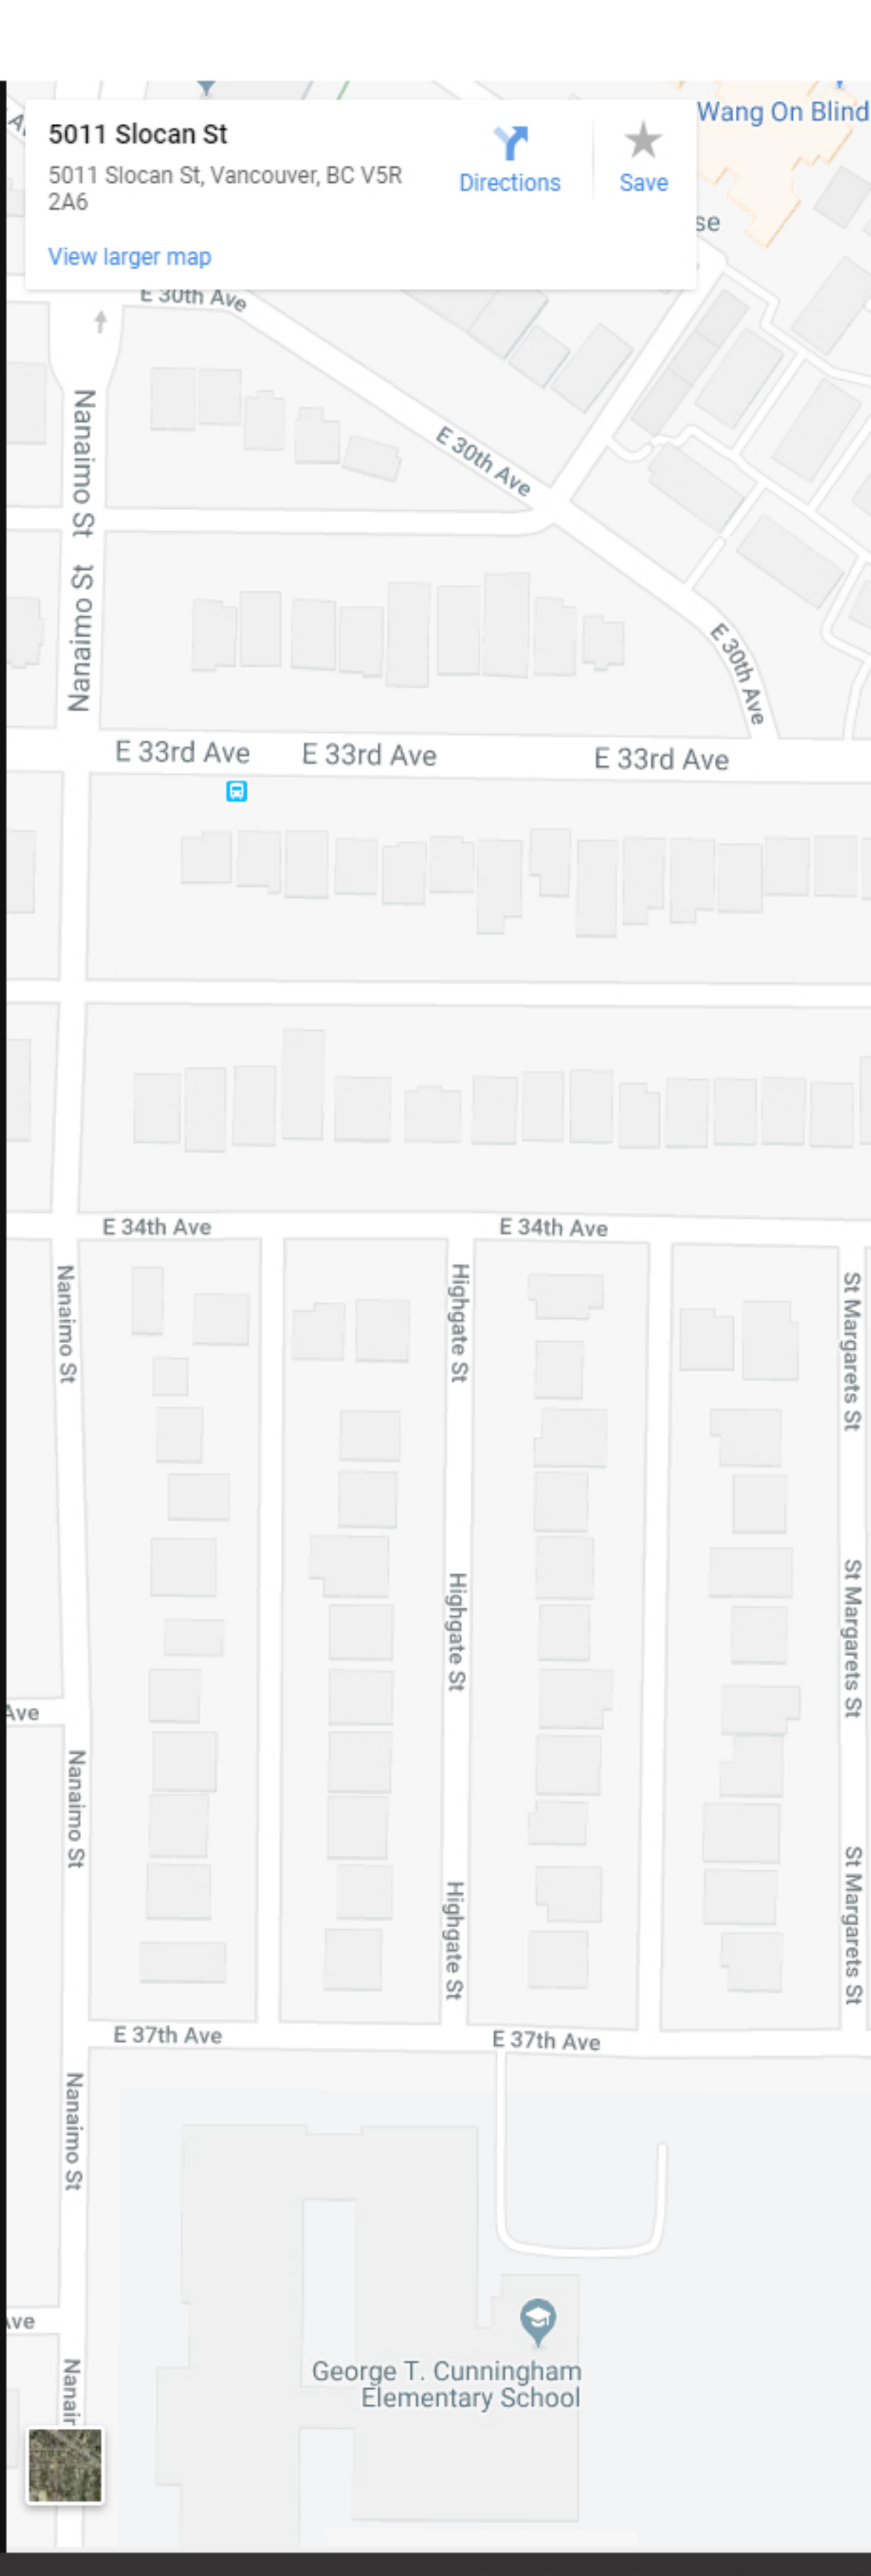 Wang On Blind
5011 Slocan St
5011 Slocan St, Vancouver, BC V5R
2A6
Directions
Save
se
View larger map
E 30th Ave
Nanaimo St
E 30th Ave
Nanaimo St
E 30th Ave
E 33rd Ave
E 33rd Ave
E 33rd Ave
E 34th Ave
E 34th Ave
Nanaimo St
Highgate St
St Margarets St
Highgate St
St Margarets St
Ave
Nanaimo St
St Margarets St
Highgate St
E 37th Ave
E 37th Ave
Nanaimo St
Ave
George T. Cunningham
Elementary School
Nanair